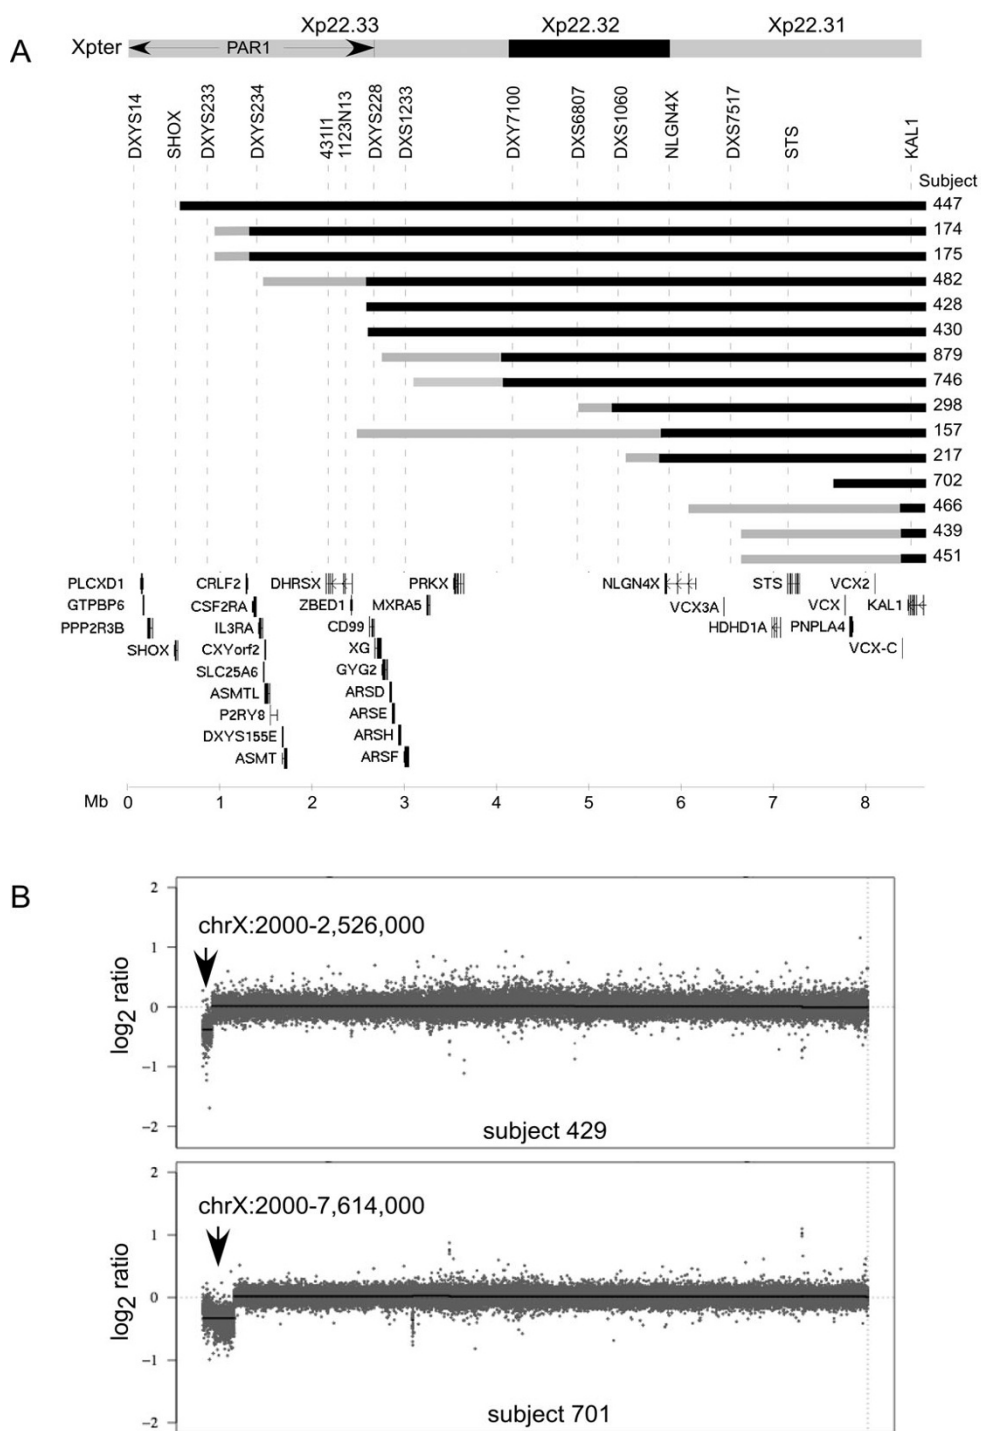 A
Xp22.33 Xp22.32 Xp22.31
Xpter PAR1
DXYS14 SHOX DXYS233 DXYS234 431I1 1123N13 DXYS228 DXS1233 DXY7100 DXS6807 DXS1060 NLGN4X DXS7517 STS KAL1
Subject
447
174
175
482
428
430
879
746
298
157
217
702
466
439
451
PLCXD1 CRLF2 DHRSX PRKX NLGN4X STS VCX2
GTPBP6 CSF2RA ZBED1 MXRA5 VCX3A VCX KAL1
PPP2R3B IL3RA CD99 HDHD1A PNPLA4
SHOX CXYorf2 XG VCX-C
SLC25A6 GYG2
ASMTL ARSD
P2RY8 ARSE
DXYS155E ARSH
ASMT ARSF
Mb 0 1 2 3 4 5 6 7 8
B
2
chrX:2000-2,526,000
1
0
log2 ratio
−1
−2
subject 429
2
chrX:2000-7,614,000
1
0
log2 ratio
−1
−2
subject 701